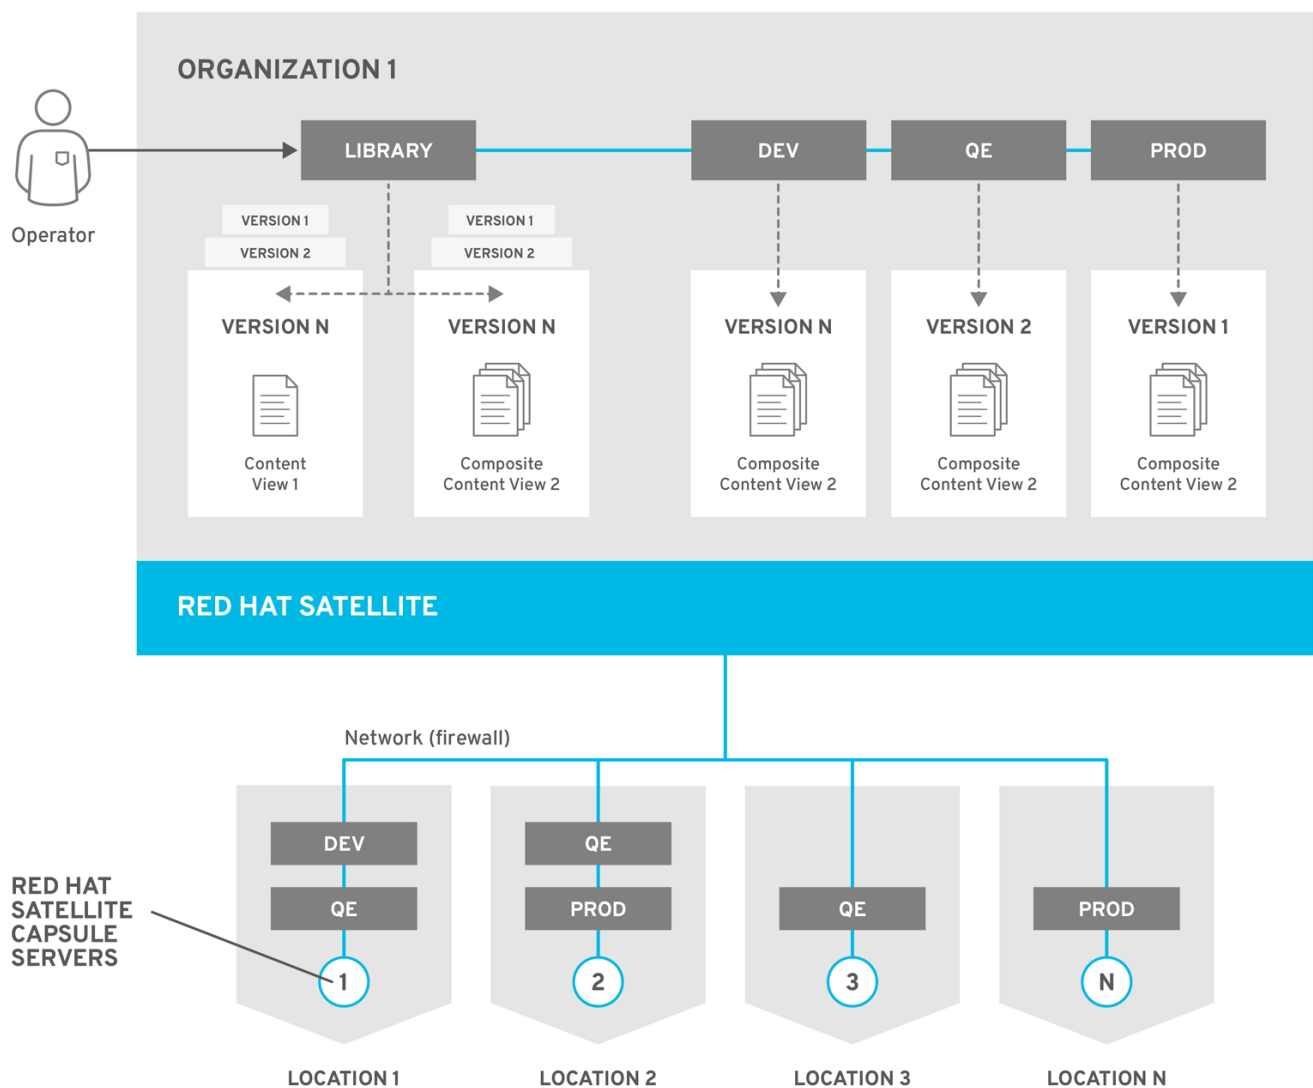 ORGANIZATION 1
LIBRARY
DEV
QE
PROD
Operator
VERSION 1
VERSION 2
VERSION 1
VERSION 2
VERSION N
Content
View 1
VERSION N
Composite
Content View 2
VERSION N
Composite
Content View 2
VERSION 2
Composite
Content View 2
VERSION 1
Composite
Content View 2
RED HAT SATELLITE
Network (firewall)
RED HAT
SATELLITE
CAPSULE
SERVERS
DEV
QE
1
LOCATION 1
QE
PROD
2
LOCATION 2
QE
3
LOCATION 3
PROD
N
LOCATION N